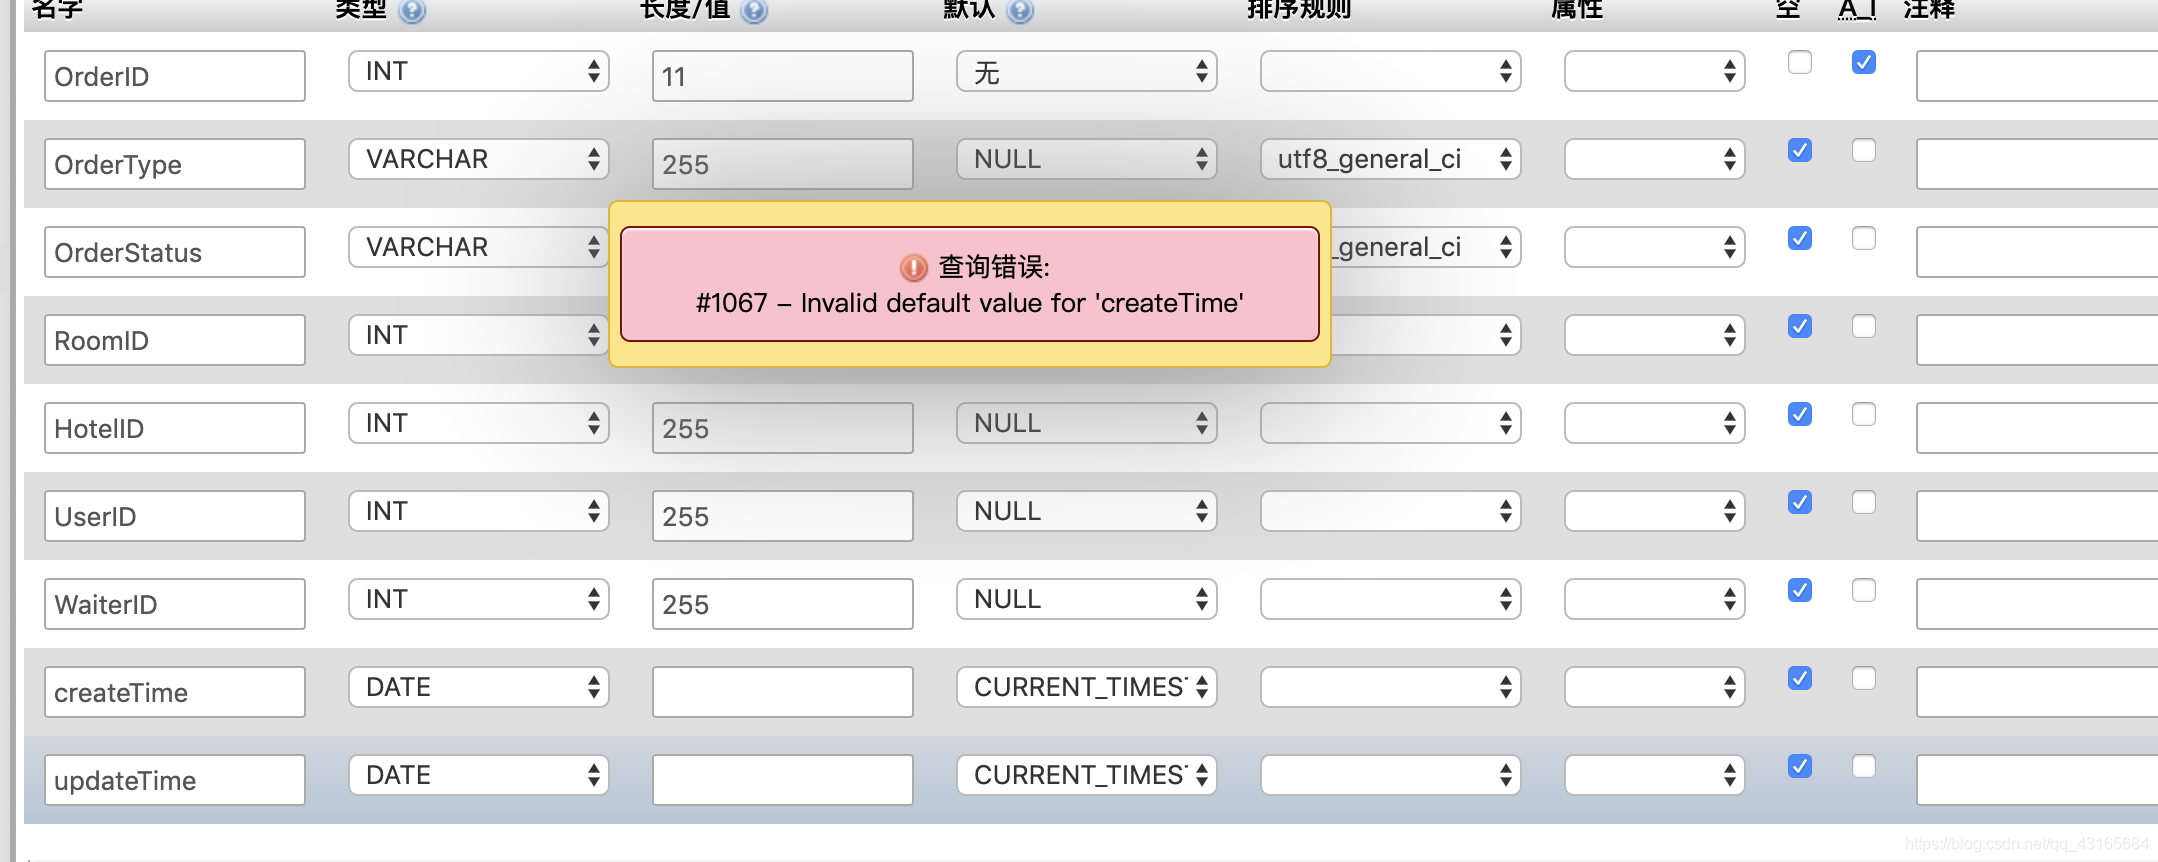 名字 类型 长度/值 默认 排序规则 属性 空 A_I 注释
OrderID INT 11 无
OrderType VARCHAR 255 NULL utf8_general_ci
OrderStatus VARCHAR _general_ci
查询错误:
#1067 – Invalid default value for 'createTime'
RoomID INT
HotelID INT 255 NULL
UserID INT 255 NULL
WaiterID INT 255 NULL
createTime DATE CURRENT_TIMES
updateTime DATE CURRENT_TIMES
https://blog.csdn.net/qq_43165684